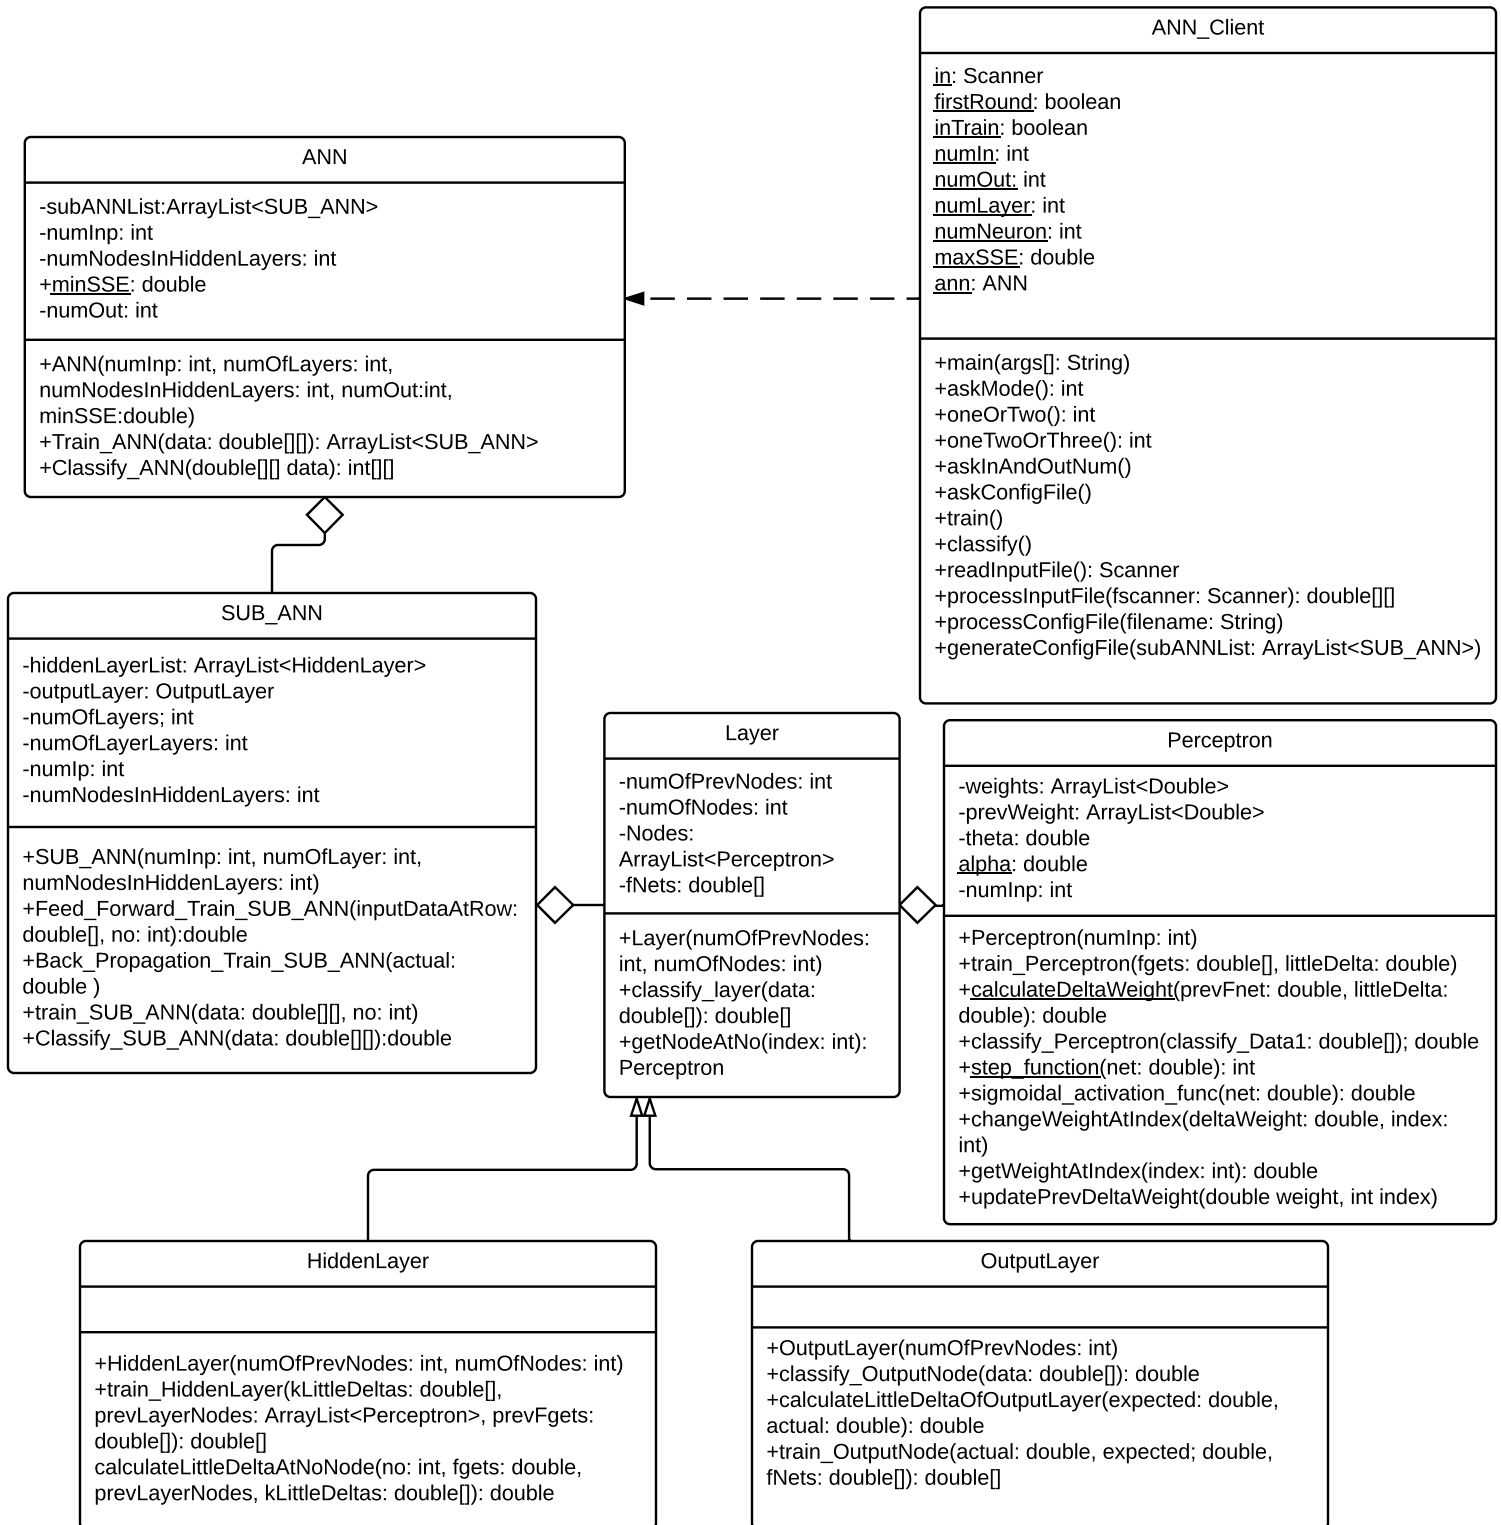 ANN_Client
in: Scanner
firstRound: boolean
inTrain: boolean
numIn: int
numOut: int
numLayer: int
numNeuron: int
maxSSE: double
ann: ANN
+main(args[]: String)
+askMode(): int
+oneOrTwo(): int
+oneTwoOrThree(): int
+askInAndOutNum()
+askConfigFile()
+train()
+classify()
+readInputFile(): Scanner
+processInputFile(fscanner: Scanner): double[][]
+processConfigFile(filename: String)
+generateConfigFile(subANNList: ArrayList<SUB_ANN>)
ANN
-subANNList:ArrayList<SUB_ANN>
-numInp: int
-numNodesInHiddenLayers: int
+minSSE: double
-numOut: int
+ANN(numInp: int, numOfLayers: int,
numNodesInHiddenLayers: int, numOut:int,
minSSE:double)
+Train_ANN(data: double[][]): ArrayList<SUB_ANN>
+Classify_ANN(double[][] data): int[][]
SUB_ANN
-hiddenLayerList: ArrayList<HiddenLayer>
-outputLayer: OutputLayer
-numOfLayers; int
-numOfLayerLayers: int
-numIp: int
-numNodesInHiddenLayers: int
+SUB_ANN(numInp: int, numOfLayer: int,
numNodesInHiddenLayers: int)
+Feed_Forward_Train_SUB_ANN(inputDataAtRow:
double[], no: int):double
+Back_Propagation_Train_SUB_ANN(actual:
double )
+train_SUB_ANN(data: double[][], no: int)
+Classify_SUB_ANN(data: double[][]):double
Layer
-numOfPrevNodes: int
-numOfNodes: int
-Nodes:
ArrayList<Perceptron>
-fNets: double[]
+Layer(numOfPrevNodes:
int, numOfNodes: int)
+classify_layer(data:
double[]): double[]
+getNodeAtNo(index: int):
Perceptron
Perceptron
-weights: ArrayList<Double>
-prevWeight: ArrayList<Double>
-theta: double
alpha: double
-numInp: int
+Perceptron(numInp: int)
+train_Perceptron(fgets: double[], littleDelta: double)
+calculateDeltaWeight(prevFnet: double, littleDelta:
double): double
+classify_Perceptron(classify_Data1: double[]); double
+step_function(net: double): int
+sigmoidal_activation_func(net: double): double
+changeWeightAtIndex(deltaWeight: double, index:
int)
+getWeightAtIndex(index: int): double
+updatePrevDeltaWeight(double weight, int index)
HiddenLayer
+HiddenLayer(numOfPrevNodes: int, numOfNodes: int)
+train_HiddenLayer(kLittleDeltas: double[],
prevLayerNodes: ArrayList<Perceptron>, prevFgets:
double[]): double[]
calculateLittleDeltaAtNoNode(no: int, fgets: double,
prevLayerNodes, kLittleDeltas: double[]): double
OutputLayer
+OutputLayer(numOfPrevNodes: int)
+classify_OutputNode(data: double[]): double
+calculateLittleDeltaOfOutputLayer(expected: double,
actual: double): double
+train_OutputNode(actual: double, expected; double,
fNets: double[]): double[]